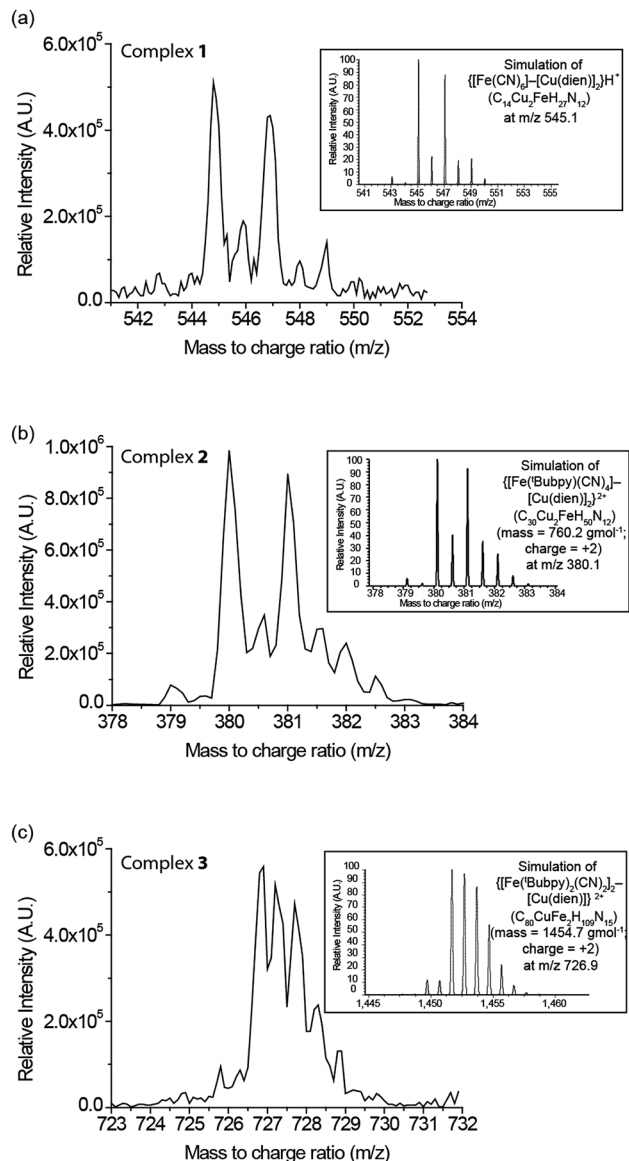 (a)
Complex 1
Relative Intensity (A.U.)
6.0x10⁵
4.0x10⁵
2.0x10⁵
0.0
542 544 546 548 550 552 554
Mass to charge ratio (m/z)
Relative Intensity (A.U.)
100
90
80
70
60
50
40
30
20
10
0
541 543 545 547 549 551 553 555
Mass to charge ratio (m/z)
Simulation of
{[Fe(CN)₆]–[Cu(dien)]₂}H⁺
(C₁₄Cu₂FeH₂₇N₁₂)
at m/z 545.1
(b)
Complex 2
Relative Intensity (A.U.)
1.0x10⁶
8.0x10⁵
6.0x10⁵
4.0x10⁵
2.0x10⁵
0.0
378 379 380 381 382 383 384
Mass to charge ratio (m/z)
Relative Intensity (A.U.)
100
90
80
70
60
50
40
30
20
10
0
378 379 380 381 382 383 384
Mass to charge ratio (m/z)
Simulation of
{[Fe(ᵗBubpy)(CN)₄]–
[Cu(dien)]₂}²⁺
(C₃₀Cu₂FeH₅₀N₁₂)
(mass = 760.2 gmol⁻¹;
charge = +2)
at m/z 380.1
(c)
Complex 3
Relative Intensity (A.U.)
6.0x10⁵
4.0x10⁵
2.0x10⁵
0.0
723 724 725 726 727 728 729 730 731 732
Mass to charge ratio (m/z)
Relative Intensity (A.U.)
100
90
80
70
60
50
40
30
20
10
0
1,445 1,450 1,455 1,460
Simulation of
{[Fe(ᵗBubpy)₂(CN)₂]₂–
[Cu(dien)]} ²⁺
(C₈₀CuFe₂H₁₀₉N₁₅)
(mass = 1454.7 gmol⁻¹;
charge = +2)
at m/z 726.9